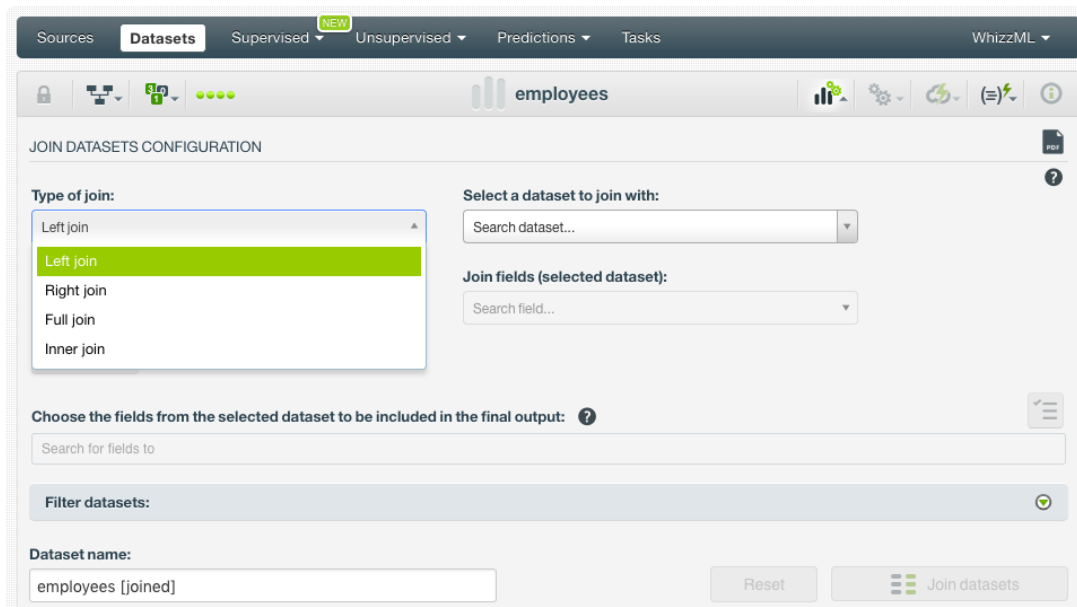 NEW
Sources Datasets Supervised Unsupervised Predictions Tasks WhizzML
employees
JOIN DATASETS CONFIGURATION
PDF
?
Type of join: Select a dataset to join with:
Left join Search dataset...
Left join
Join fields (selected dataset):
Right join
Search field...
Full join
Inner join
Choose the fields from the selected dataset to be included in the final output: ?
Search for fields to
Filter datasets:
Dataset name:
employees [joined] Reset Join datasets